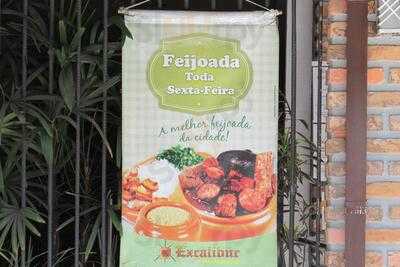 Feijoada
Toda
Sexta-Feira
A melhor feijoada
da cidade!
Excalibur